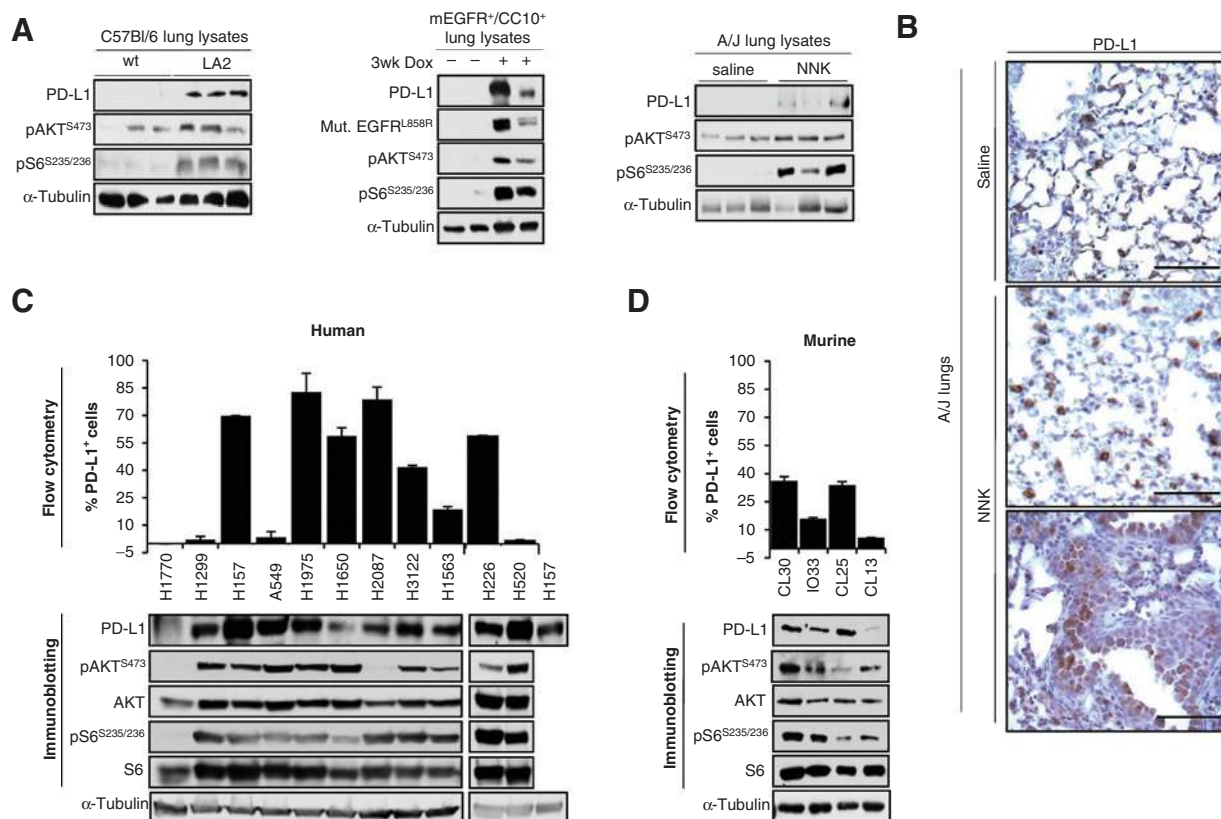 A
C57Bl/6 lung lysates
wt LA2
PD-L1
pAKTS473
pS6S235/236
α-Tubulin
mEGFR+/CC10+
lung lysates
3wk Dox − − + +
PD-L1
Mut. EGFRL858R
pAKTS473
pS6S235/236
α-Tubulin
A/J lung lysates
saline NNK
PD-L1
pAKTS473
pS6S235/236
α-Tubulin
B
PD-L1
A/J lungs
Saline
NNK
C
Human
Flow cytometry
% PD-L1+ cells
100
85
70
55
40
25
10
−5
H1770 H1299 H157 A549 H1975 H1650 H2087 H3122 H1563 H226 H520 H157
Immunoblotting
PD-L1
pAKTS473
AKT
pS6S235/236
S6
α-Tubulin
D
Murine
Flow cytometry
% PD-L1+ cells
100
85
70
55
40
25
10
−5
CL30 IO33 CL25 CL13
Immunoblotting
PD-L1
pAKTS473
AKT
pS6S235/236
S6
α-Tubulin